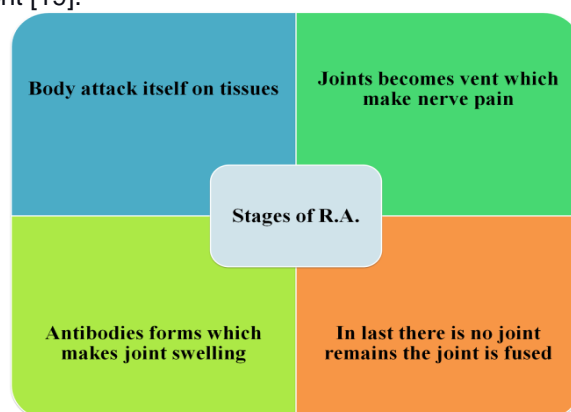 Body attack itself on tissues
Joints becomes vent which
make nerve pain
Stages of R.A.
Antibodies forms which
makes joint swelling
In last there is no joint
remains the joint is fused